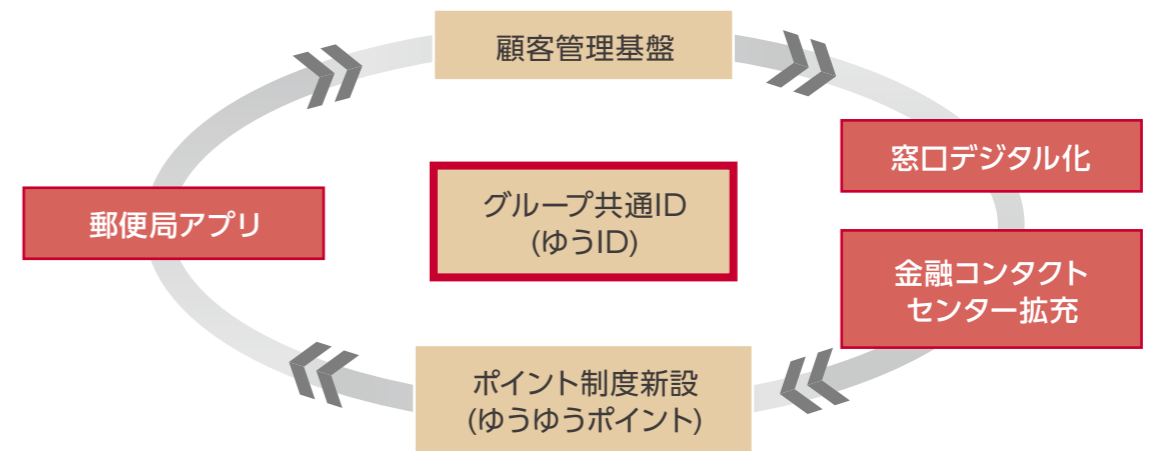 顧客管理基盤
窓口デジタル化
郵便局アプリ
グループ共通ID
(ゆうID)
金融コンタクト
センター拡充
ポイント制度新設
(ゆうゆうポイント)